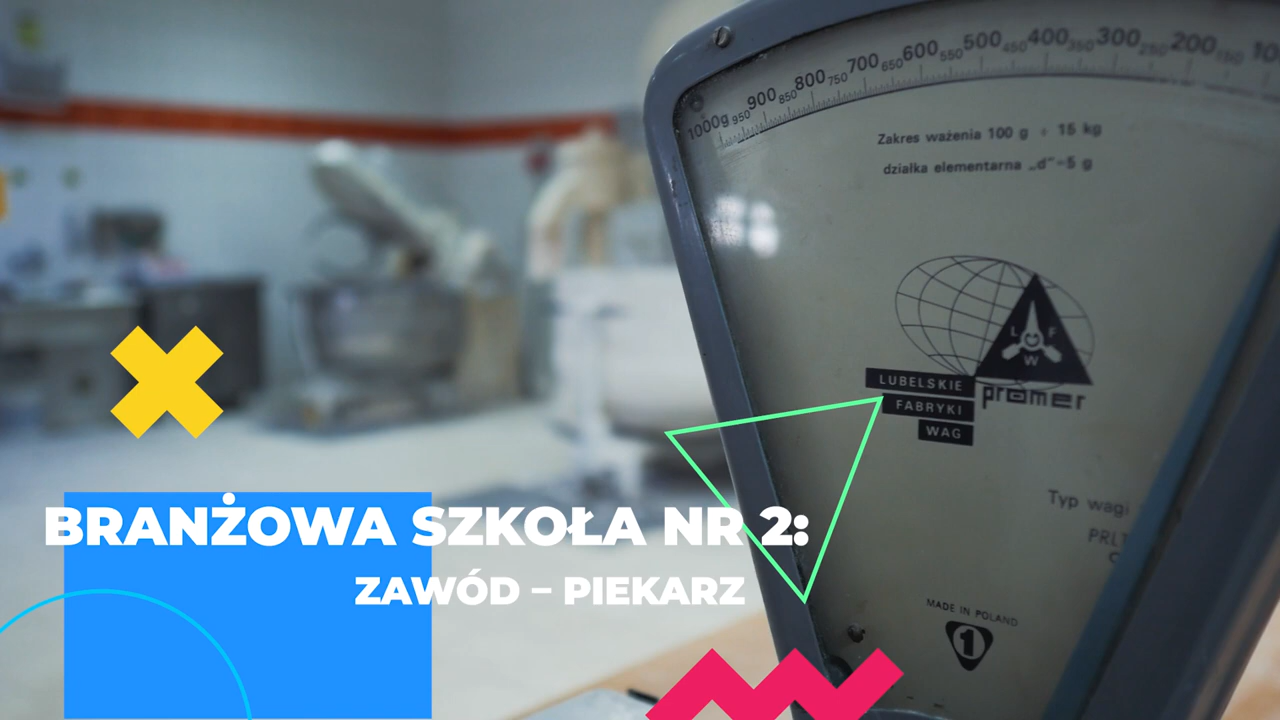 1000g 950 900 850 800 750 700 650 600 550 500 450 400 350 300 250 200 150
Zakres ważenia 100 g ÷ 15 kg
działka elementarna „d"=5 g
L F
W
LUBELSKIE
FABRYKI
WAG
promer
Typ wagi
MADE IN POLAND
1
BRANŻOWA SZKOŁA NR 2:
ZAWÓD – PIEKARZ